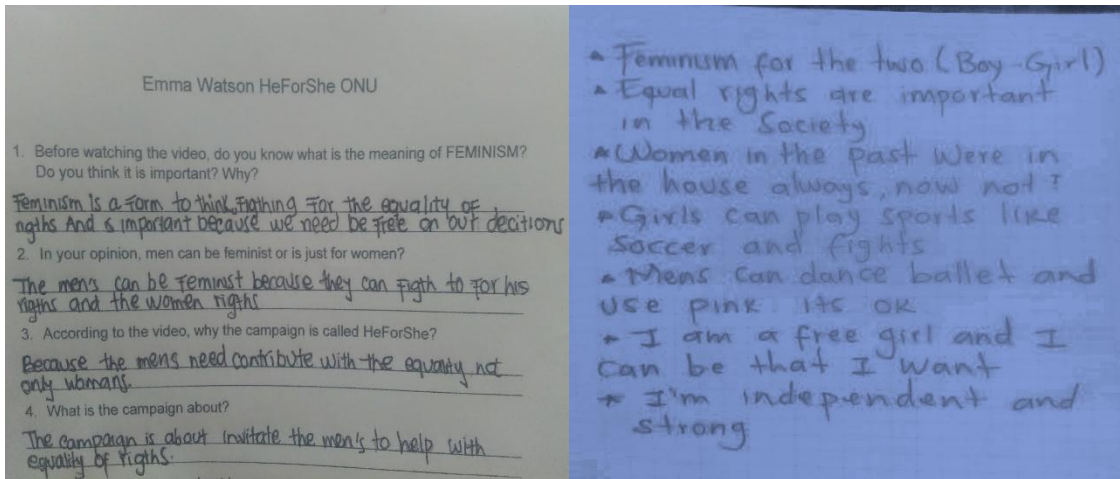 Emma Watson HeForShe ONU
1. Before watching the video, do you know what is the meaning of FEMINISM?
Do you think it is important? Why?
Feminism is a form to think, Figthing For the equality of
rigths And is important because we need be free on out decitions
2. In your opinion, men can be feminist or is just for women?
The men's can be Feminist because they can Figth to For his
rigths and the women rigths
3. According to the video, why the campaign is called HeForShe?
Because the mens need contribute with the equality not
only womans.
4. What is the campaign about?
The campaign is about invitate the men's to help with
equality of rigths.
Feminism for the two (Boy-Girl)
Equal rights are important
in the Society
Women in the past were in
the house always, now not!
Girls can play sports like
Soccer and fights
Mens can dance ballet and
use pink its ok
I am a free girl and I
can be that I want
I'm independent and
strong